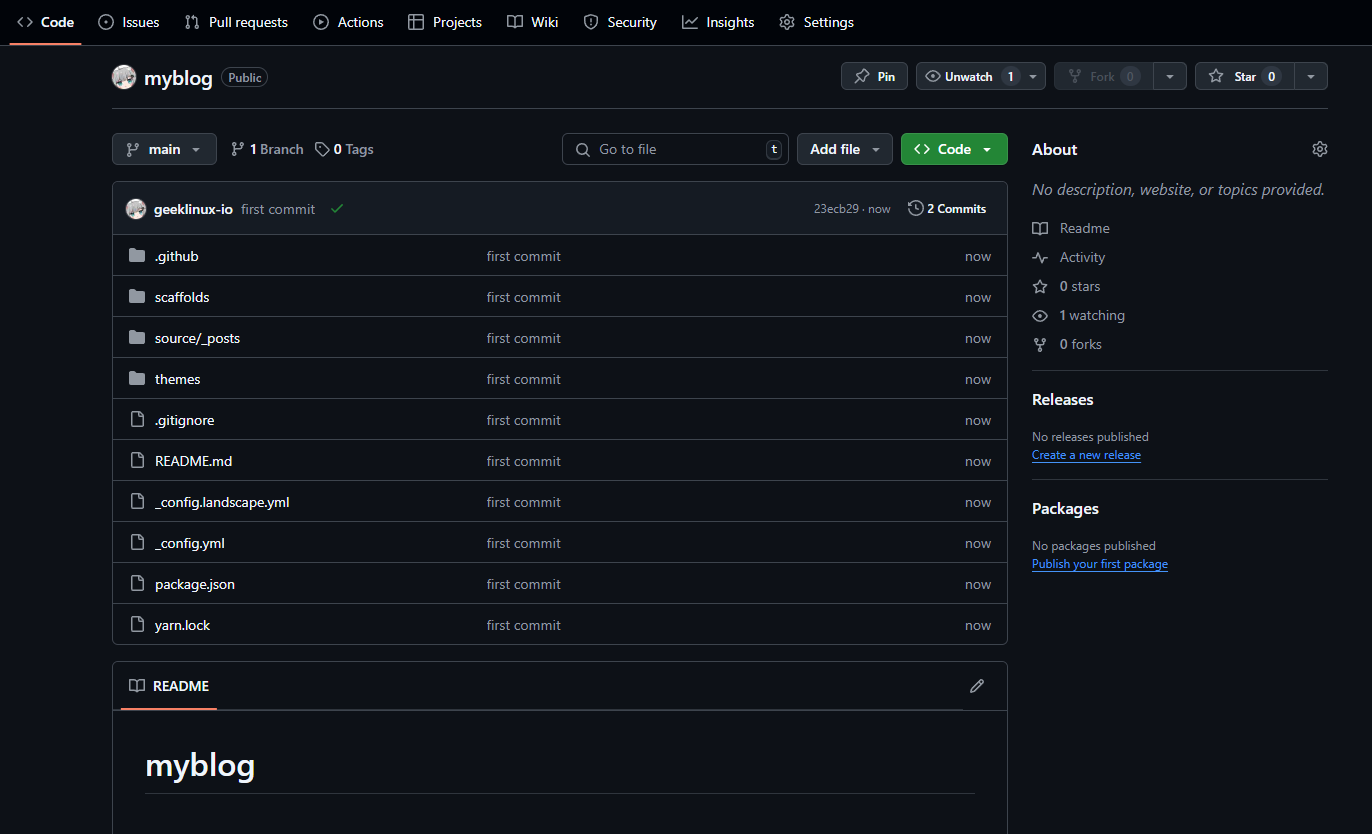 Code Issues Pull requests Actions Projects Wiki Security Insights Settings
myblog Public Pin Unwatch 1 Fork 0 Star 0
main 1 Branch 0 Tags Go to file t Add file Code
geeklinux-io first commit 23ecb29 · now 2 Commits
.github first commit now
scaffolds first commit now
source/_posts first commit now
themes first commit now
.gitignore first commit now
README.md first commit now
_config.landscape.yml first commit now
_config.yml first commit now
package.json first commit now
yarn.lock first commit now
README
myblog
About
No description, website, or topics provided.
Readme
Activity
0 stars
1 watching
0 forks
Releases
No releases published
Create a new release
Packages
No packages published
Publish your first package